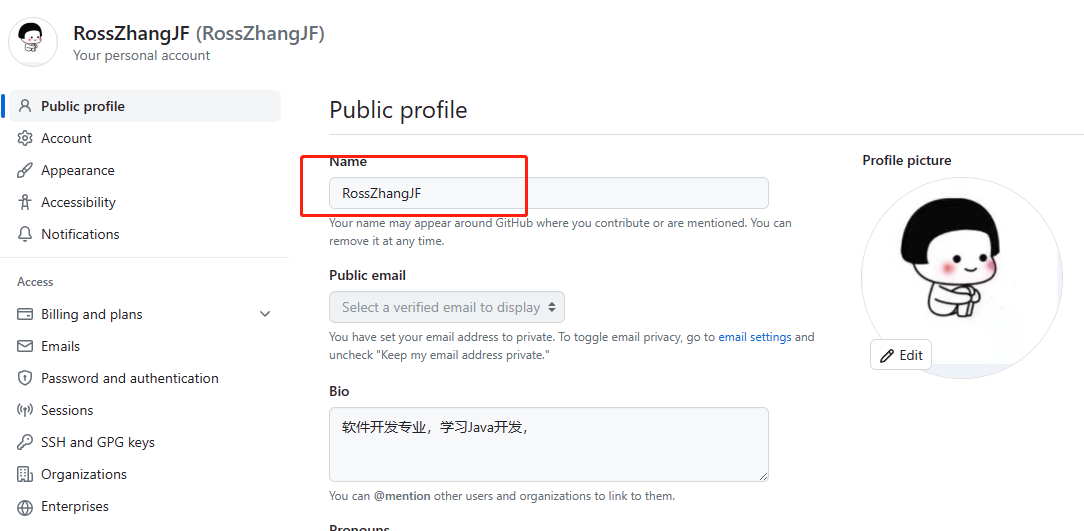 RossZhangJF (RossZhangJF)
Your personal account
Public profile
Account
Appearance
Accessibility
Notifications
Access
Billing and plans
Emails
Password and authentication
Sessions
SSH and GPG keys
Organizations
Enterprises
Public profile
Name
RossZhangJF
Your name may appear around GitHub where you contribute or are mentioned. You can
remove it at any time.
Public email
Select a verified email to display
You have set your email address to private. To toggle email privacy, go to email settings and
uncheck "Keep my email address private."
Bio
软件开发专业，学习Java开发，
You can @mention other users and organizations to link to them.
Pronouns
Profile picture
Edit